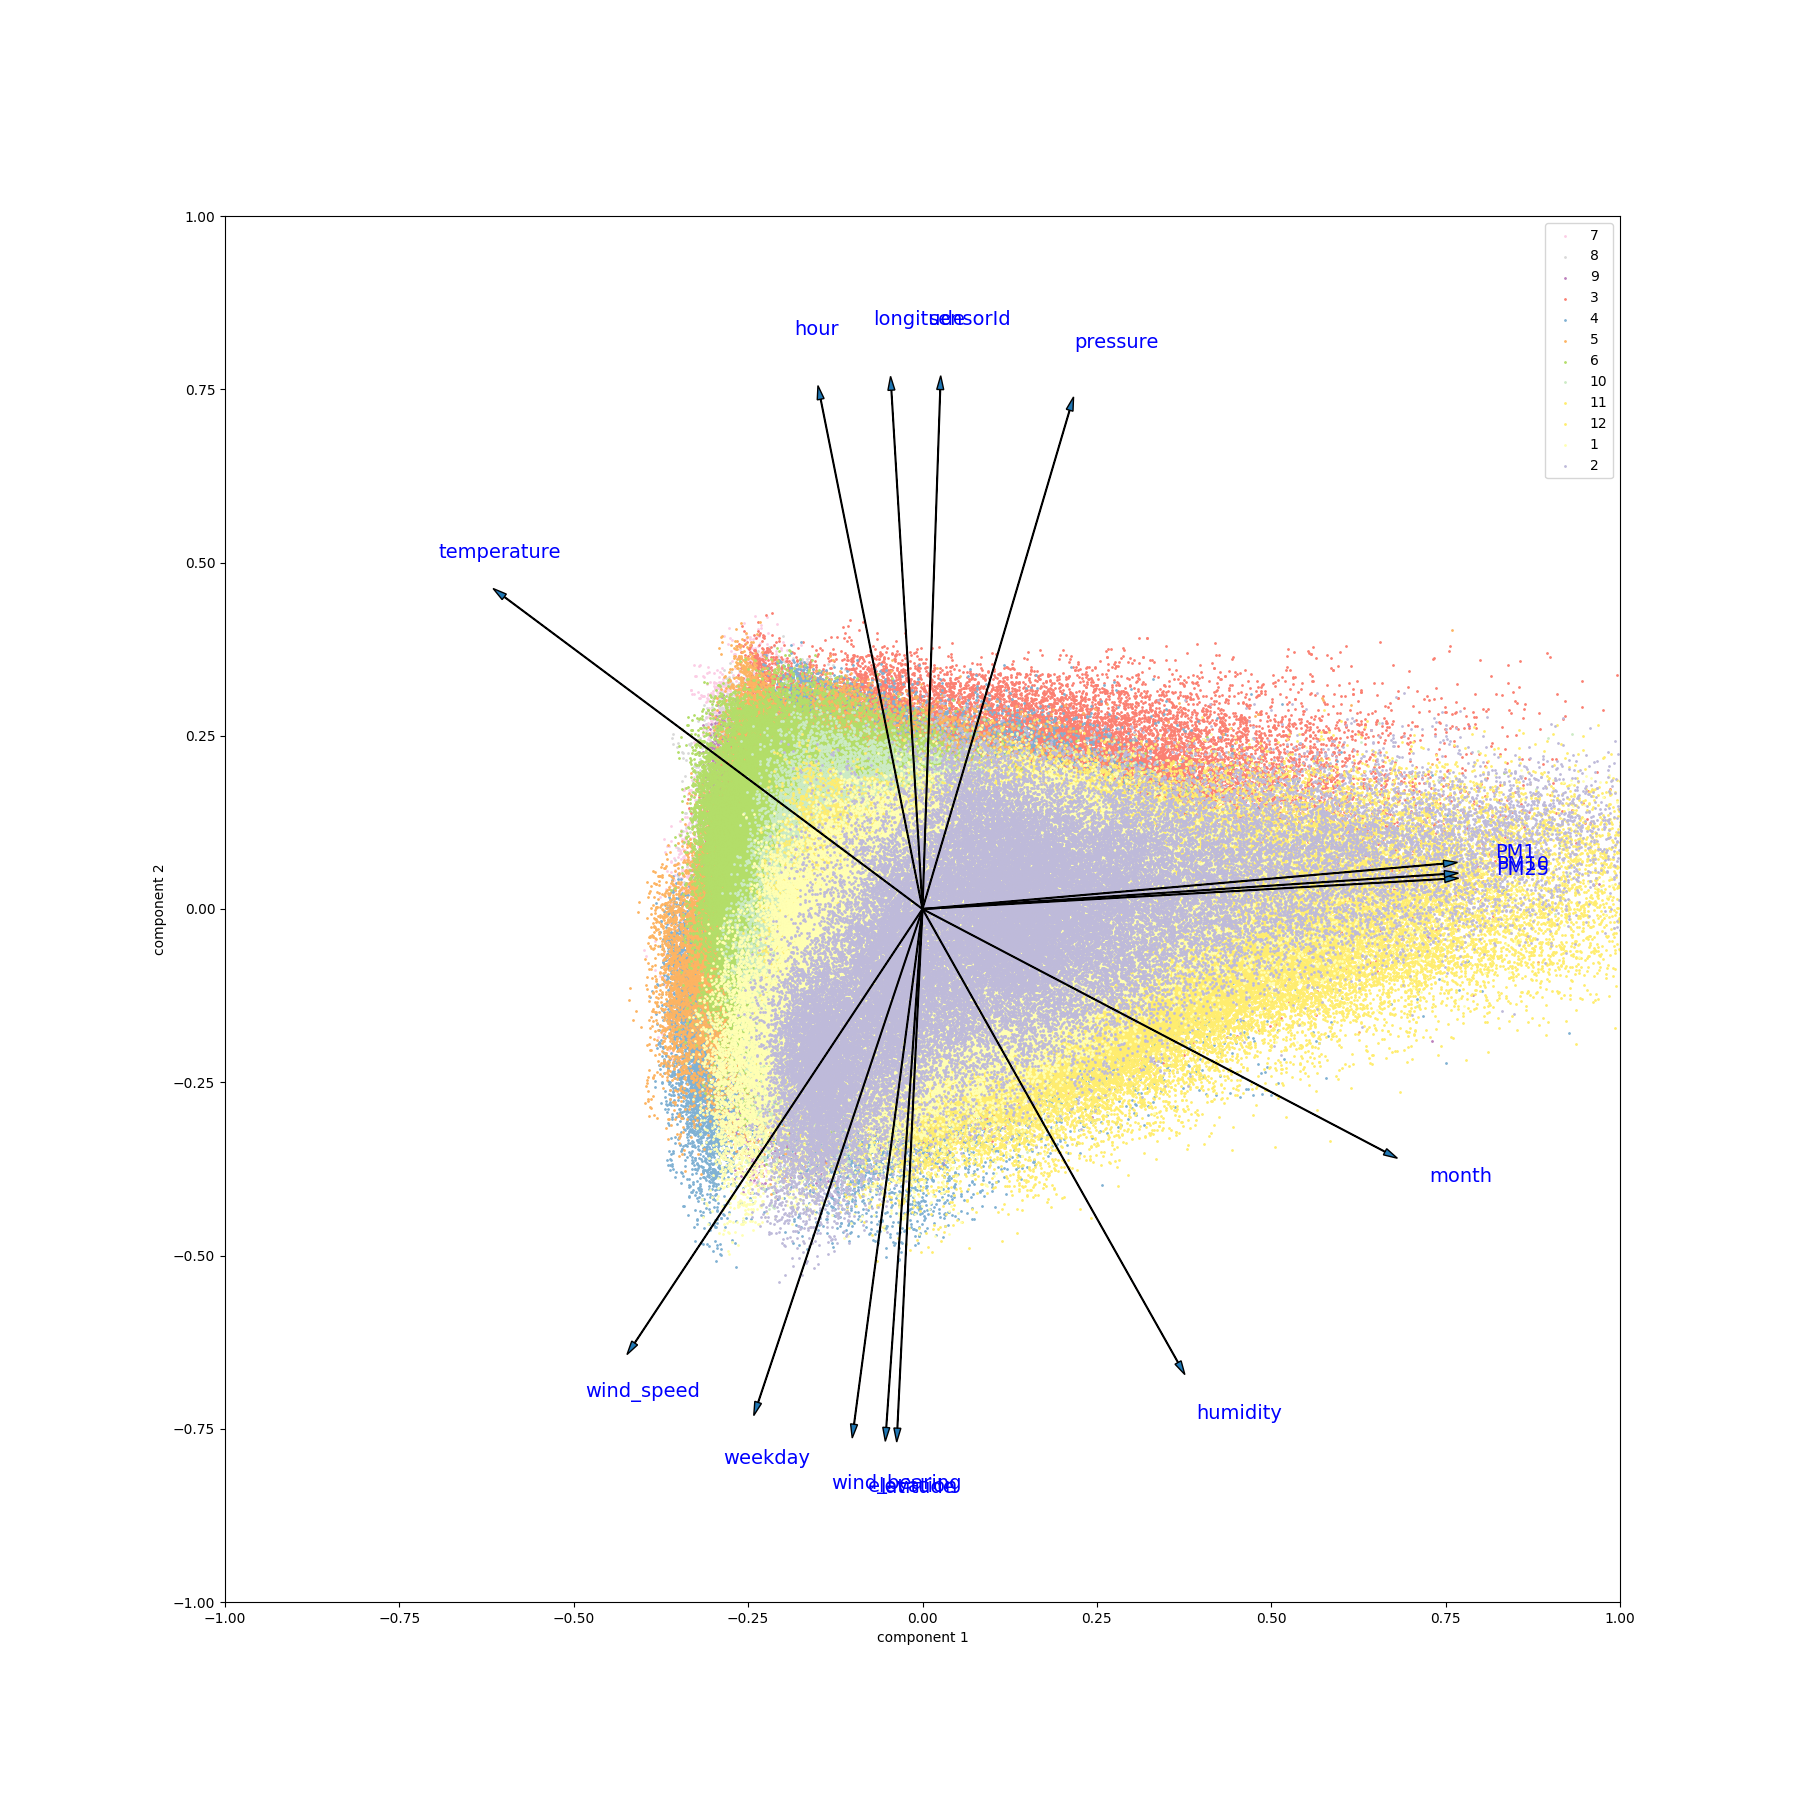 1.00
0.75
0.50
0.25
0.00
−0.25
−0.50
−0.75
−1.00
component 2
7
8
9
3
4
5
6
10
11
12
1
2
hour
longitude
sensorId
pressure
temperature
PM1
PM10
PM25
month
wind_speed
humidity
weekday
wind_bearing
elevation
latitude
−1.00
−0.75
−0.50
−0.25
0.00
0.25
0.50
0.75
1.00
component 1